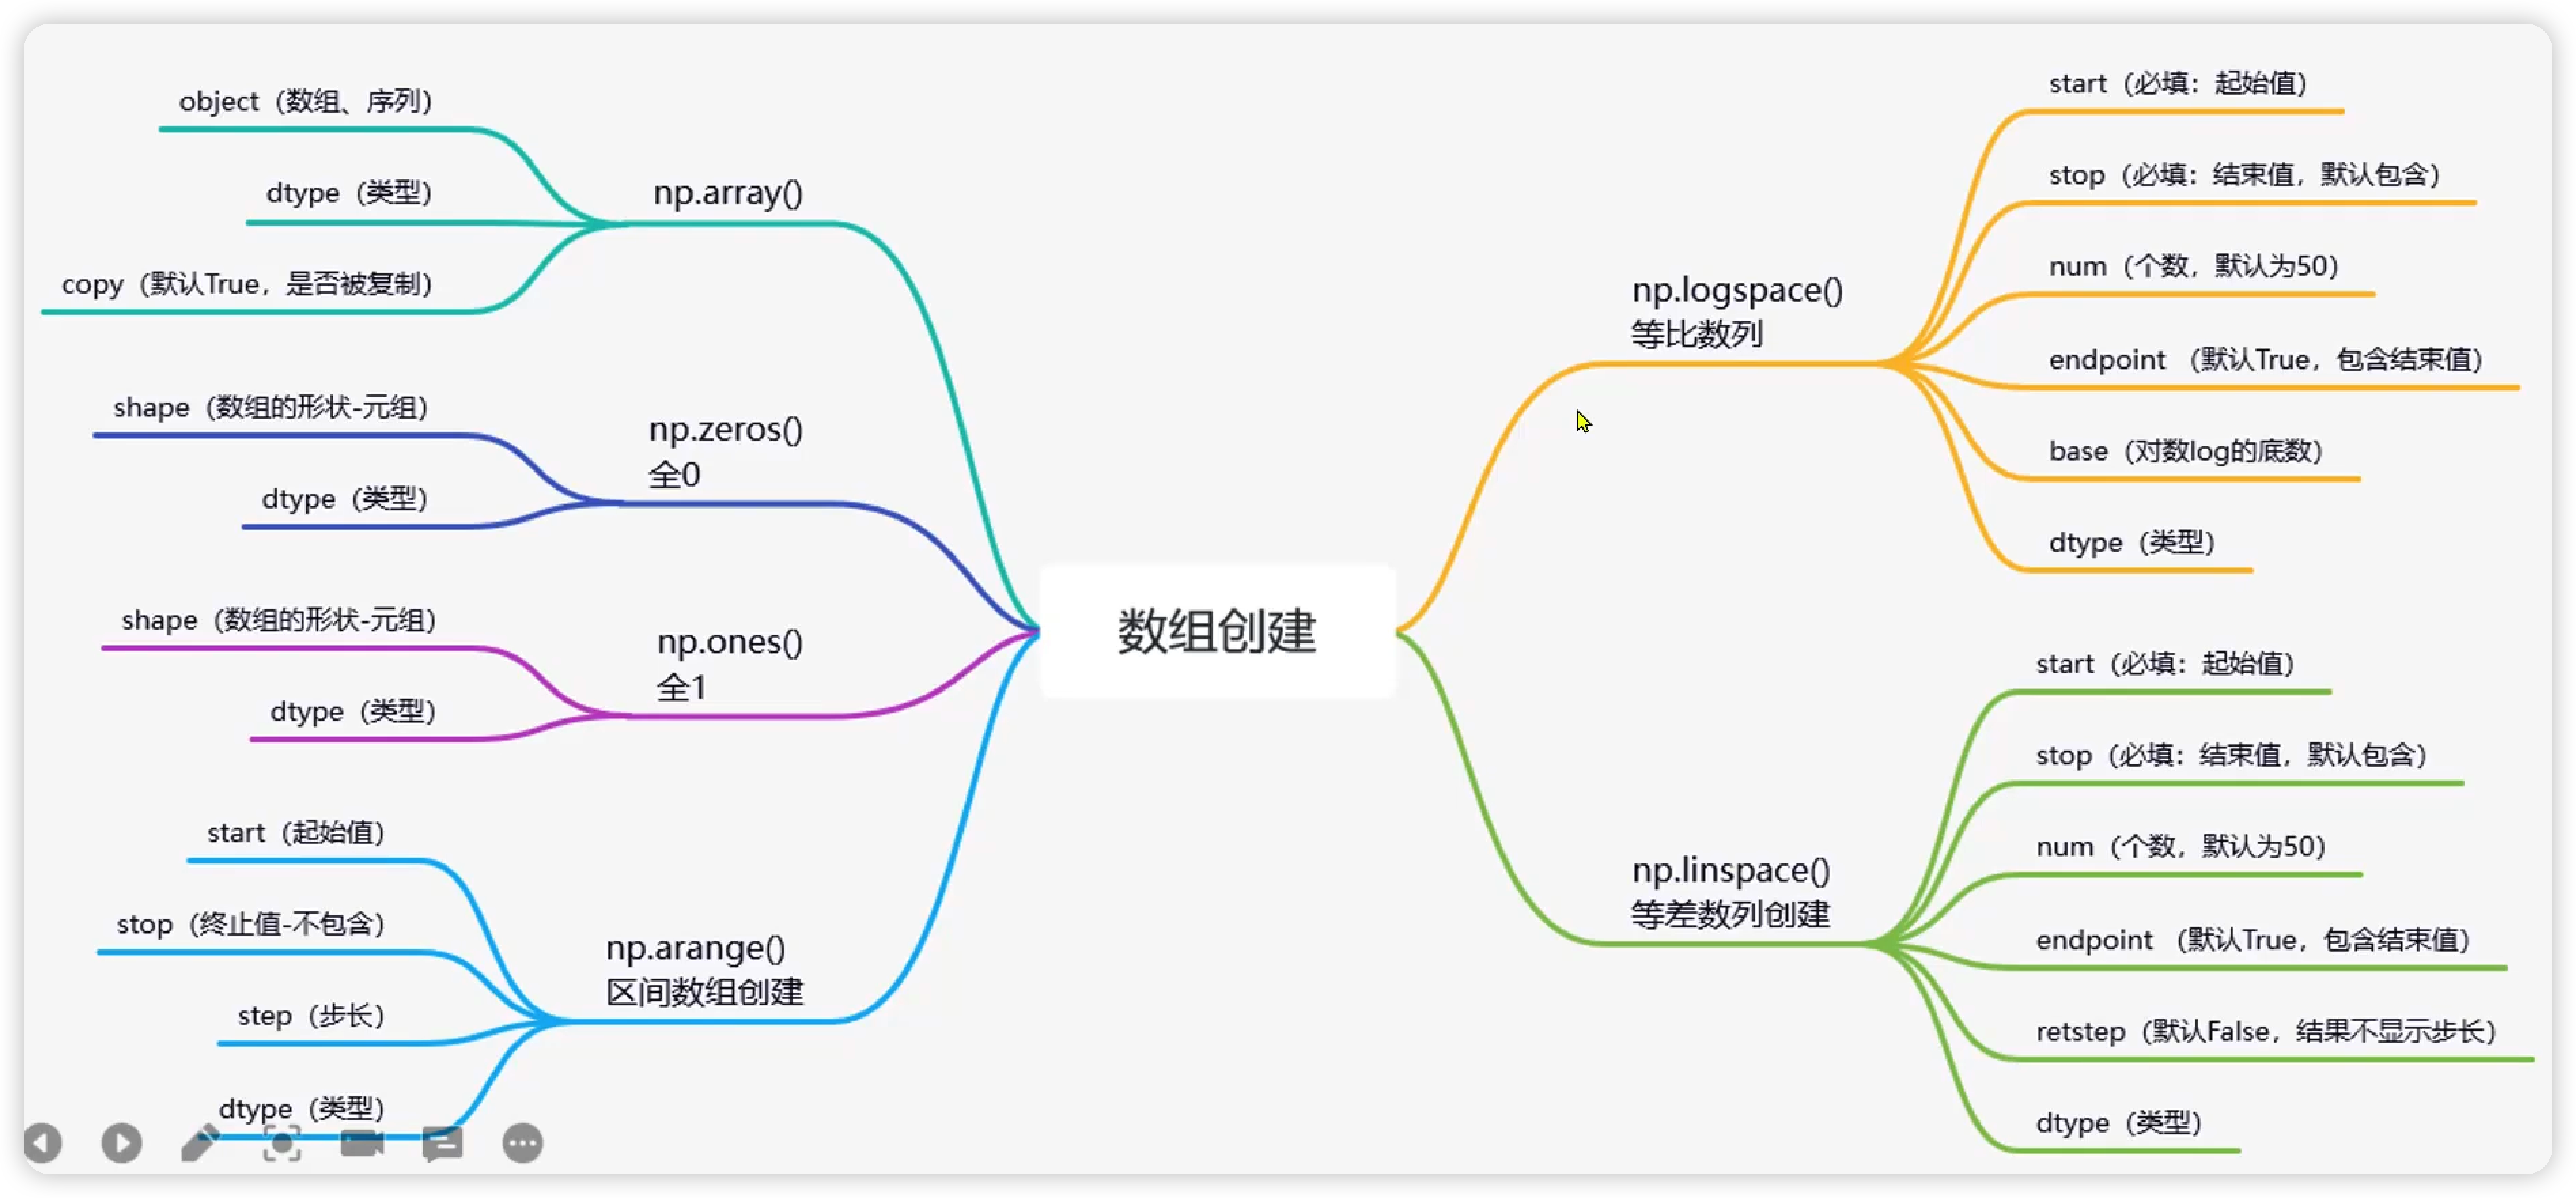 object（数组、序列）
dtype（类型）
copy（默认True，是否被复制）
np.array()
shape（数组的形状-元组）
dtype（类型）
np.zeros()
全0
shape（数组的形状-元组）
dtype（类型）
np.ones()
全1
start（起始值）
stop（终止值-不包含）
step（步长）
dtype（类型）
np.arange()
区间数组创建
数组创建
np.logspace()
等比数列
start（必填：起始值）
stop（必填：结束值，默认包含）
num（个数，默认为50）
endpoint （默认True，包含结束值）
base（对数log的底数）
dtype（类型）
np.linspace()
等差数列创建
start（必填：起始值）
stop（必填：结束值，默认包含）
num（个数，默认为50）
endpoint （默认True，包含结束值）
retstep（默认False，结果不显示步长）
dtype（类型）